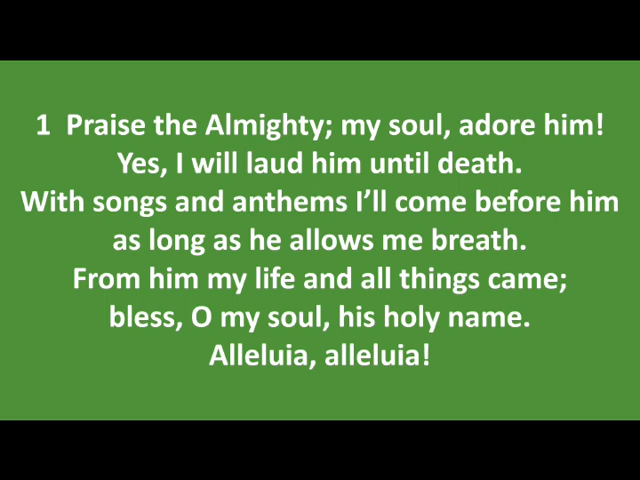 1  Praise the Almighty; my soul, adore him!
Yes, I will laud him until death.
With songs and anthems I’ll come before him
as long as he allows me breath.
From him my life and all things came;
bless, O my soul, his holy name.
Alleluia, alleluia!